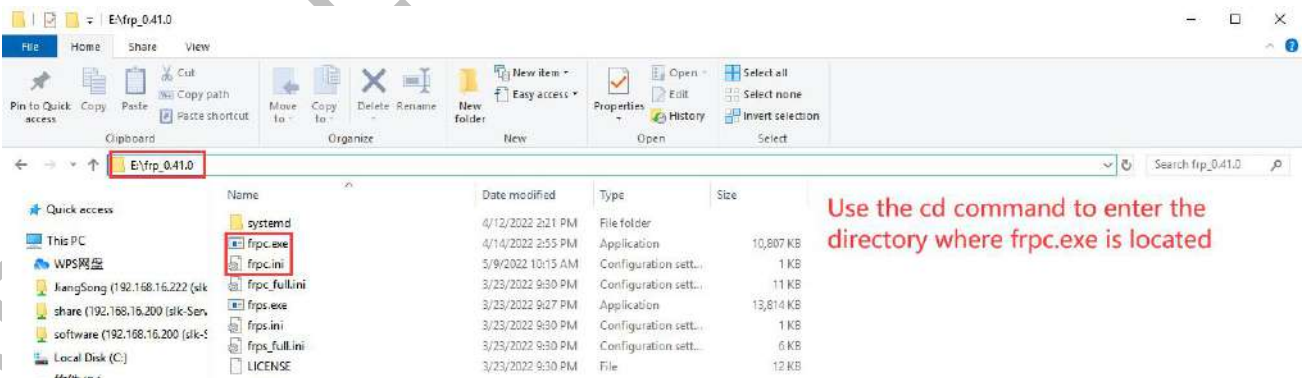 E:\frp_0.41.0
File Home Share View
Pin to Quick access
Copy
Paste
Cut
Copy path
Paste shortcut
Clipboard
Move to
Copy to
Delete
Rename
Organize
New folder
New item
Easy access
New
Properties
Open
Edit
History
Open
Select all
Select none
Invert selection
Select
E:\frp_0.41.0
Search frp_0.41.0
Quick access
This PC
WPS网盘
JiangSong (192.168.16.222 (slk
share (192.168.16.200 (slk-Serv
software (192.168.16.200 (slk-S
Local Disk (C:)
Name Date modified Type Size
systemd 4/12/2022 2:21 PM File folder
frpc.exe 4/14/2022 2:55 PM Application 10,807 KB
frpc.ini 5/9/2022 10:15 AM Configuration sett... 1 KB
frpc_full.ini 3/23/2022 9:30 PM Configuration sett... 11 KB
frps.exe 3/23/2022 9:27 PM Application 13,814 KB
frps.ini 3/23/2022 9:30 PM Configuration sett... 1 KB
frps_full.ini 3/23/2022 9:30 PM Configuration sett... 6 KB
LICENSE 3/23/2022 9:30 PM File 12 KB
Use the cd command to enter the
directory where frpc.exe is located